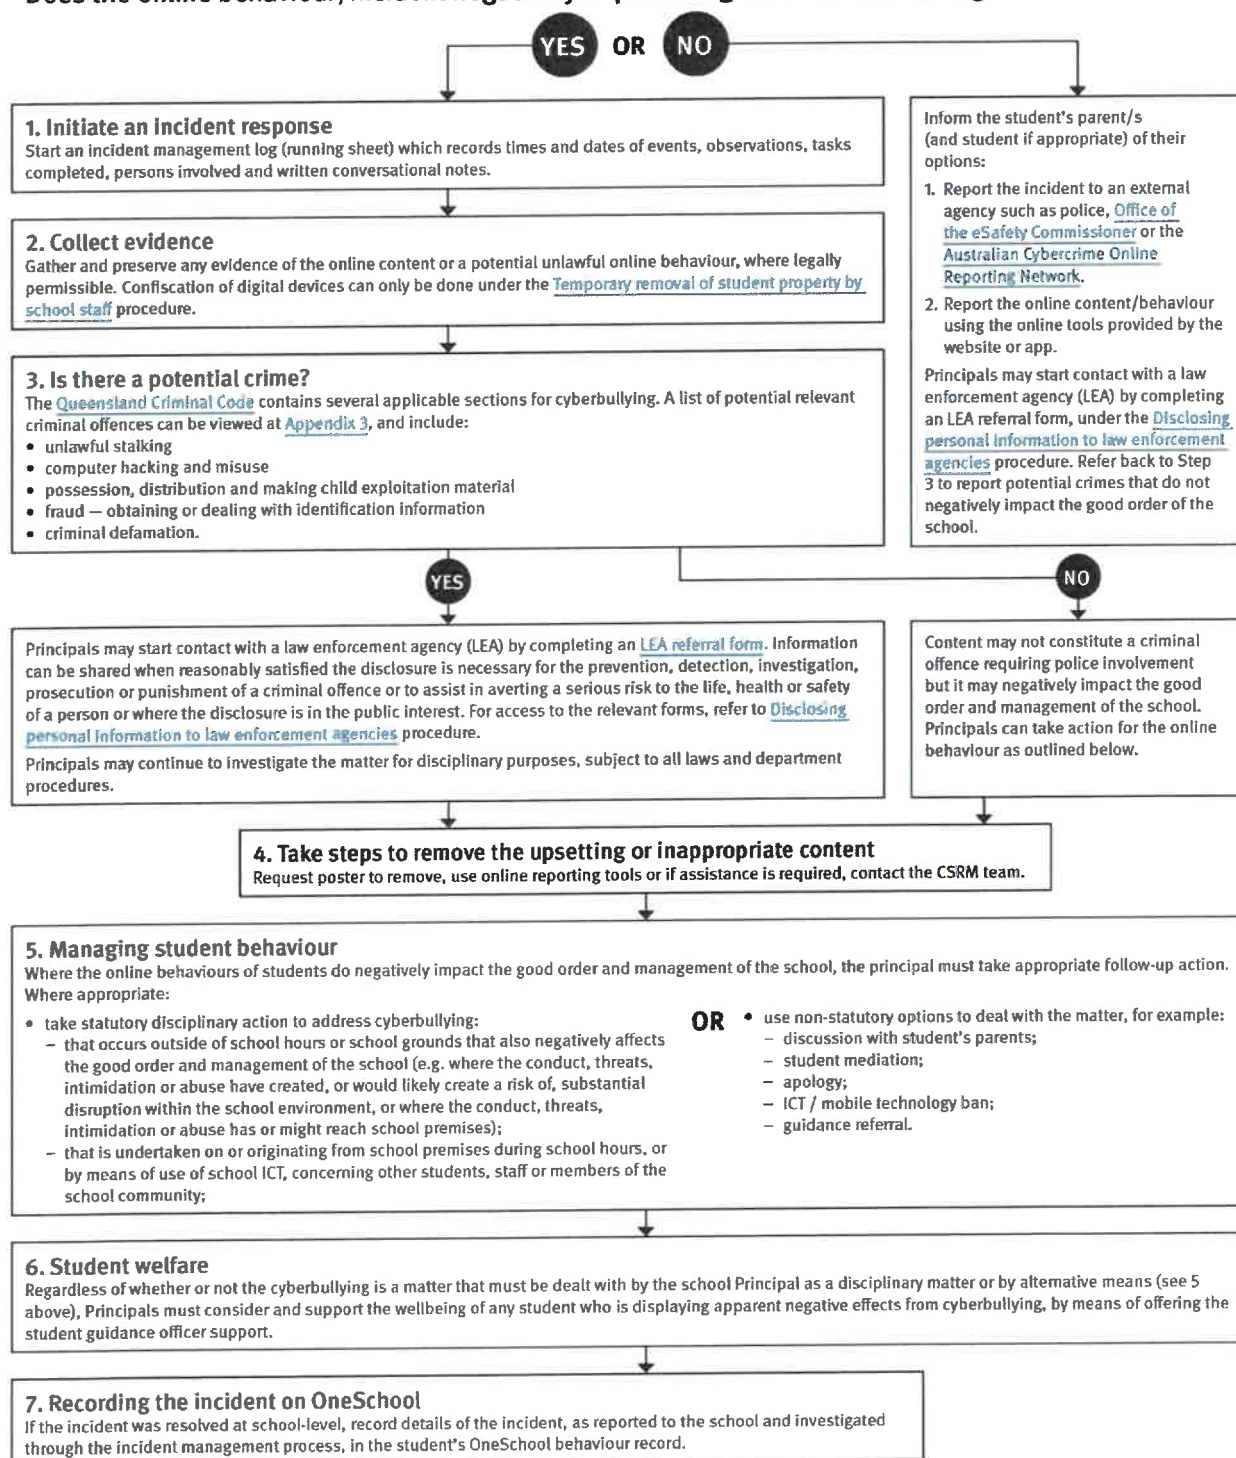 YES OR NO
1. Initiate an incident response
Start an incident management log (running sheet) which records times and dates of events, observations, tasks
completed, persons involved and written conversational notes.
2. Collect evidence
Gather and preserve any evidence of the online content or a potential unlawful online behaviour, where legally
permissible. Confiscation of digital devices can only be done under the Temporary removal of student property by
school staff procedure.
3. Is there a potential crime?
The Queensland Criminal Code contains several applicable sections for cyberbullying. A list of potential relevant
criminal offences can be viewed at Appendix 3, and include:
• unlawful stalking
• computer hacking and misuse
• possession, distribution and making child exploitation material
• fraud — obtaining or dealing with identification information
• criminal defamation.
Inform the student's parent/s
(and student if appropriate) of their
options:
1. Report the incident to an external
agency such as police, Office of
the eSafety Commissioner or the
Australian Cybercrime Online
Reporting Network.
2. Report the online content/behaviour
using the online tools provided by the
website or app.
Principals may start contact with a law
enforcement agency (LEA) by completing
an LEA referral form, under the Disclosing
personal information to law enforcement
agencies procedure. Refer back to Step
3 to report potential crimes that do not
negatively impact the good order of the
school.
YES
NO
Principals may start contact with a law enforcement agency (LEA) by completing an LEA referral form. Information
can be shared when reasonably satisfied the disclosure is necessary for the prevention, detection, investigation,
prosecution or punishment of a criminal offence or to assist in averting a serious risk to the life, health or safety
of a person or where the disclosure is in the public interest. For access to the relevant forms, refer to Disclosing
personal information to law enforcement agencies procedure.
Principals may continue to investigate the matter for disciplinary purposes, subject to all laws and department
procedures.
Content may not constitute a criminal
offence requiring police involvement
but it may negatively impact the good
order and management of the school.
Principals can take action for the online
behaviour as outlined below.
4. Take steps to remove the upsetting or inappropriate content
Request poster to remove, use online reporting tools or if assistance is required, contact the CSRM team.
5. Managing student behaviour
Where the online behaviours of students do negatively impact the good order and management of the school, the principal must take appropriate follow-up action.
Where appropriate:
• take statutory disciplinary action to address cyberbullying:
– that occurs outside of school hours or school grounds that also negatively affects
the good order and management of the school (e.g. where the conduct, threats,
intimidation or abuse have created, or would likely create a risk of, substantial
disruption within the school environment, or where the conduct, threats,
intimidation or abuse has or might reach school premises);
– that is undertaken on or originating from school premises during school hours, or
by means of use of school ICT, concerning other students, staff or members of the
school community;
OR
• use non-statutory options to deal with the matter, for example:
– discussion with student's parents;
– student mediation;
– apology;
– ICT / mobile technology ban;
– guidance referral.
6. Student welfare
Regardless of whether or not the cyberbullying is a matter that must be dealt with by the school Principal as a disciplinary matter or by alternative means (see 5
above), Principals must consider and support the wellbeing of any student who is displaying apparent negative effects from cyberbullying, by means of offering the
student guidance officer support.
7. Recording the incident on OneSchool
If the incident was resolved at school-level, record details of the incident, as reported to the school and investigated
through the incident management process, in the student's OneSchool behaviour record.